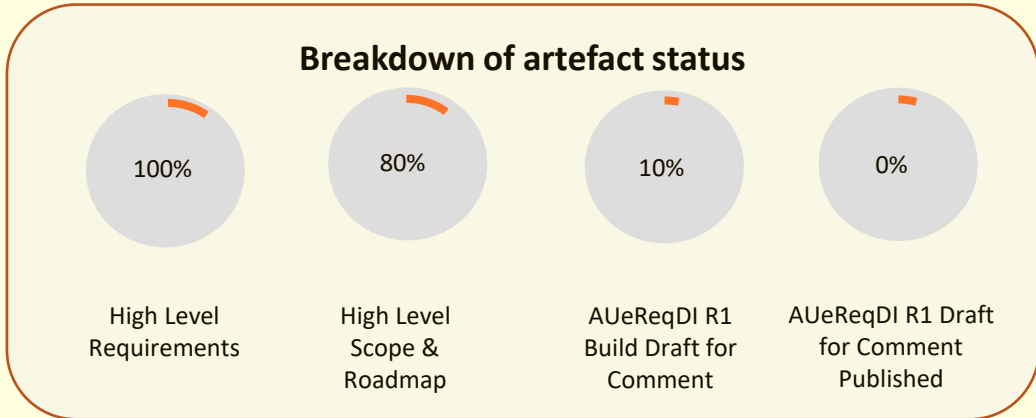 Breakdown of artefact status
100%
80%
10%
0%
High Level
Requirements
High Level
Scope &
Roadmap
AUeReqDI R1
Build Draft for
Comment
AUeReqDI R1 Draft
for Comment
Published